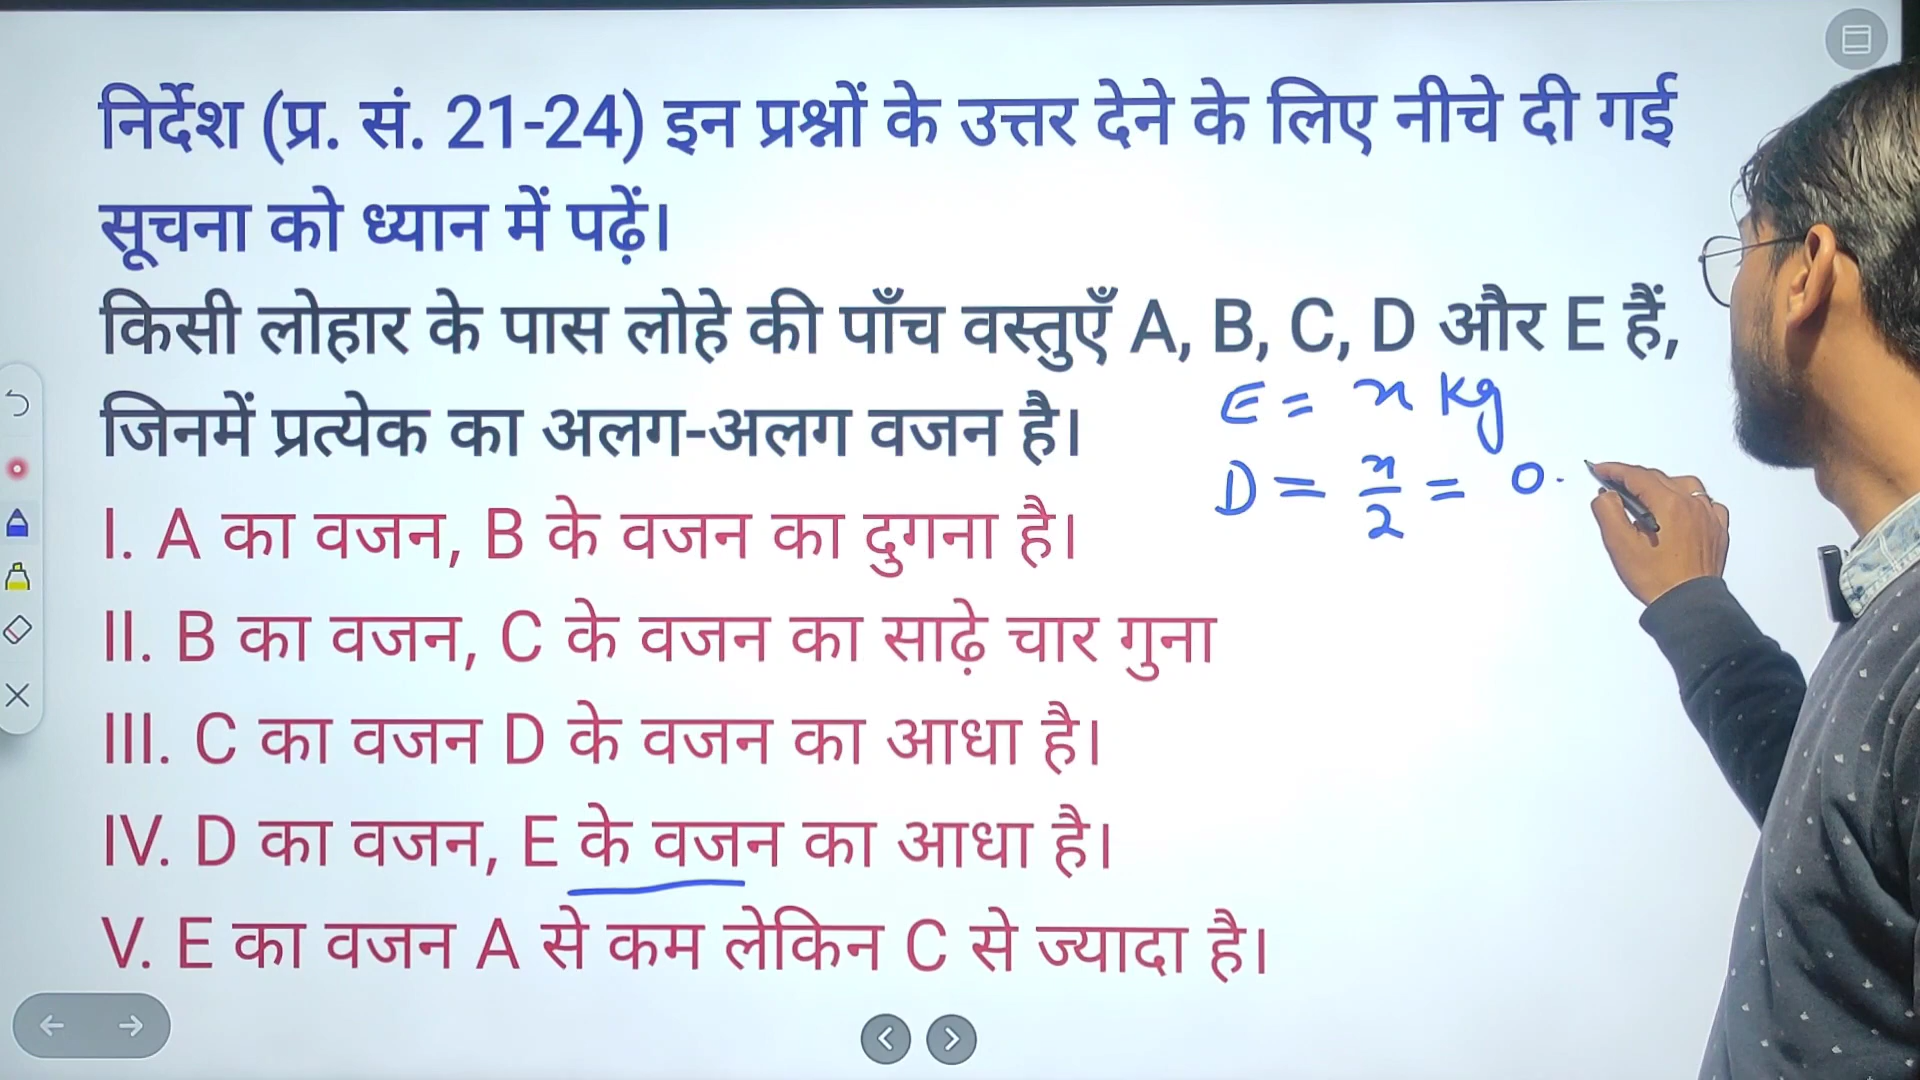 निर्देश (प्र. सं. 21-24) इन प्रश्नों के उत्तर देने के लिए नीचे दी गई
सूचना को ध्यान में पढ़ें।
किसी लोहार के पास लोहे की पाँच वस्तुएँ A, B, C, D और E हैं,
जिनमें प्रत्येक का अलग-अलग वजन है।
E = x kg
D = x/2 = 0.
I. A का वजन, B के वजन का दुगना है।
II. B का वजन, C के वजन का साढ़े चार गुना
III. C का वजन D के वजन का आधा है।
IV. D का वजन, E के वजन का आधा है।
V. E का वजन A से कम लेकिन C से ज्यादा है।